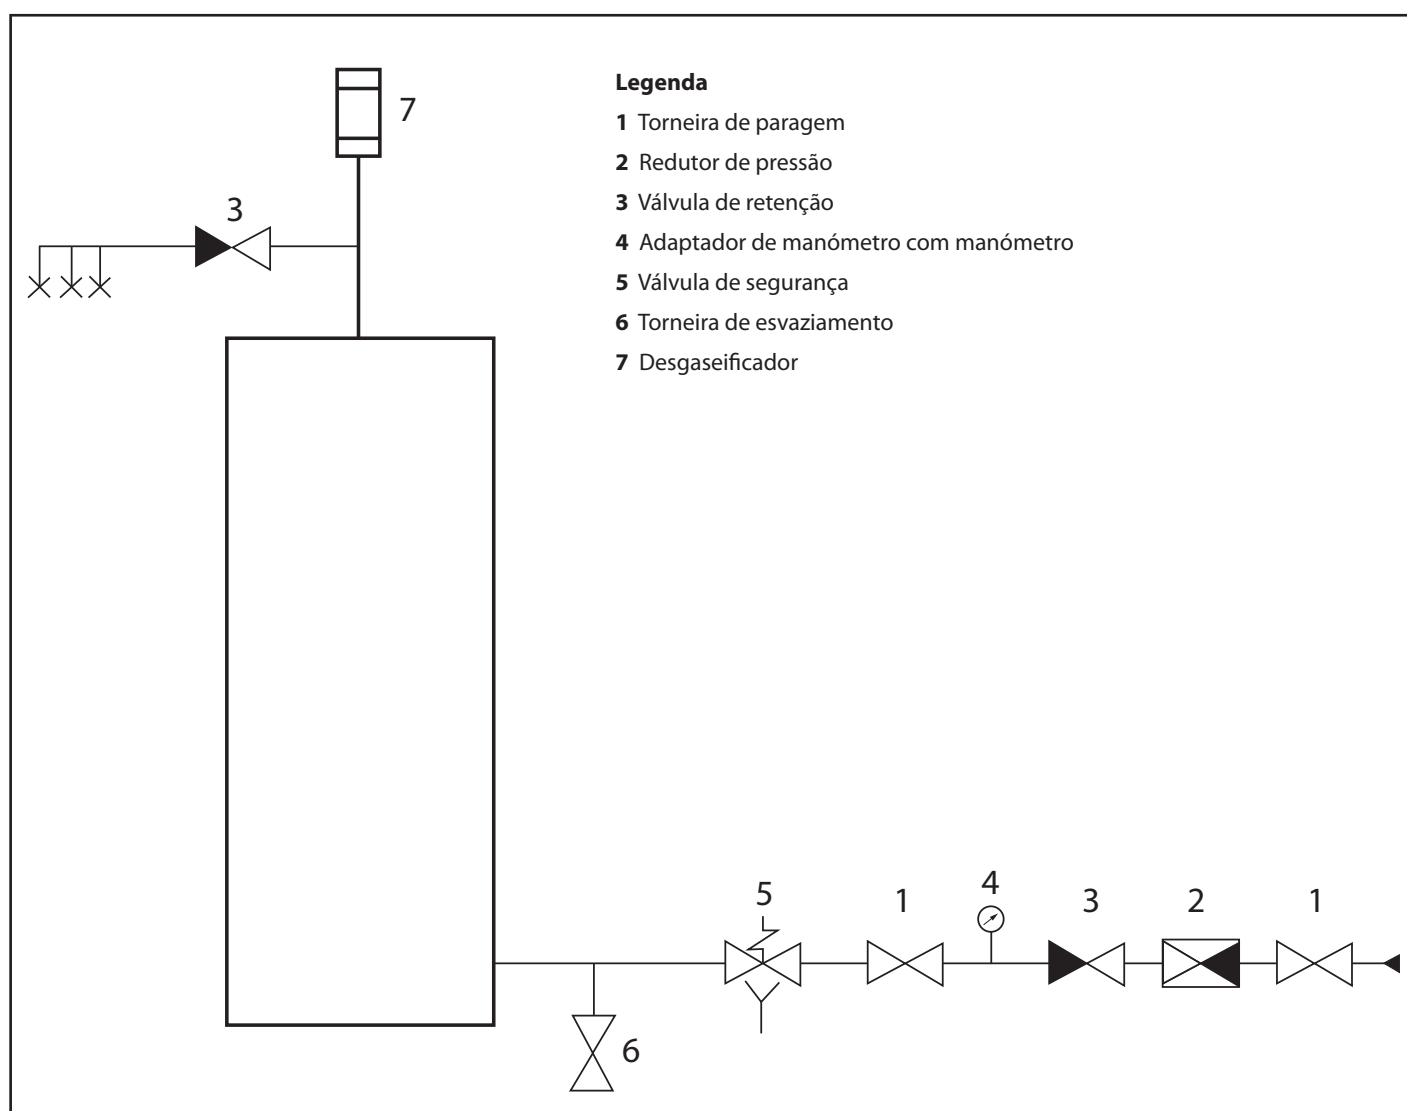 7
Legenda
1 Torneira de paragem
2 Redutor de pressão
3 Válvula de retenção
4 Adaptador de manómetro com manómetro
5 Válvula de segurança
6 Torneira de esvaziamento
7 Desgaseificador
3
5 1 4 3 2 1
6